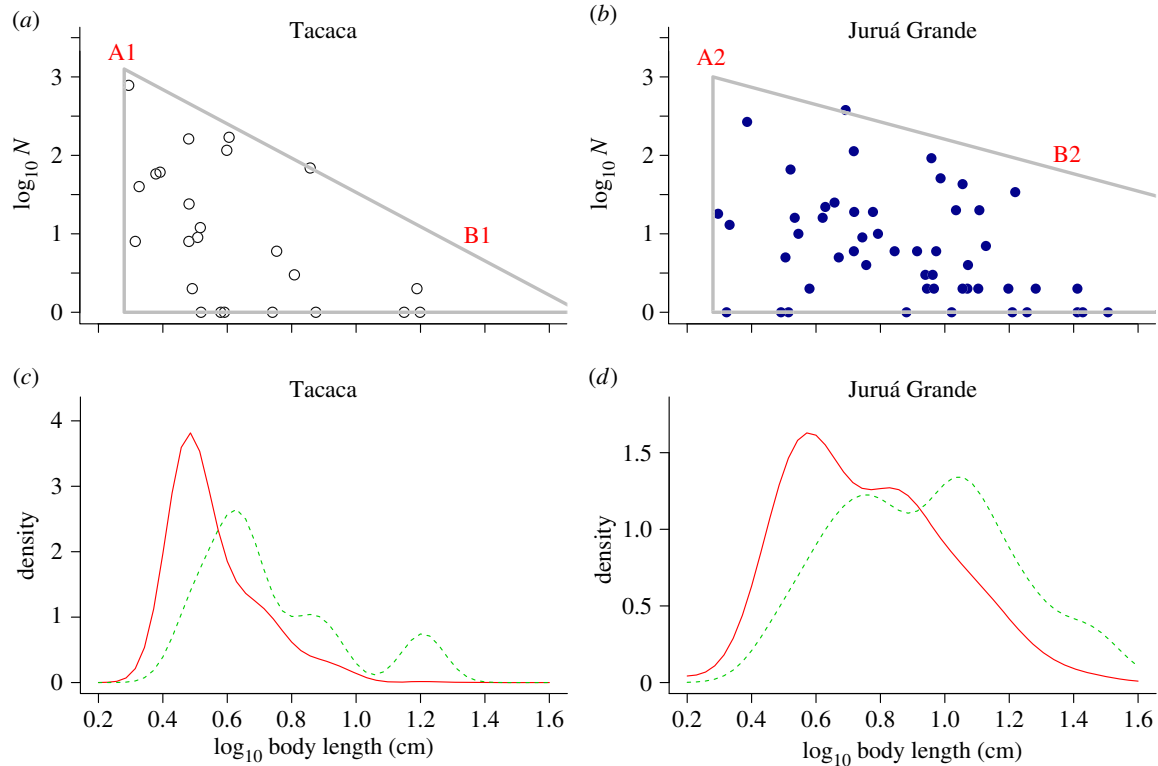 (a) Tacaca
A1
B1
log10 N
3
2
1
0
(b) Juruá Grande
A2
B2
log10 N
3
2
1
0
(c) Tacaca
density
4
3
2
1
0
0.2 0.4 0.6 0.8 1.0 1.2 1.4 1.6
log10 body length (cm)
(d) Juruá Grande
density
1.5
1.0
0.5
0
0.2 0.4 0.6 0.8 1.0 1.2 1.4 1.6
log10 body length (cm)